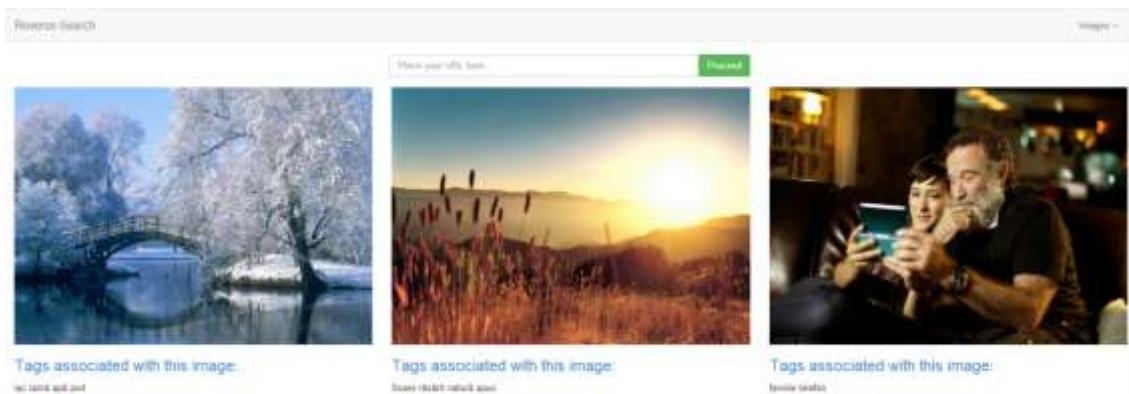 Reverse Search
Images
Place your URL here
Proceed
Tags associated with this image:
Tags associated with this image:
Tags associated with this image: